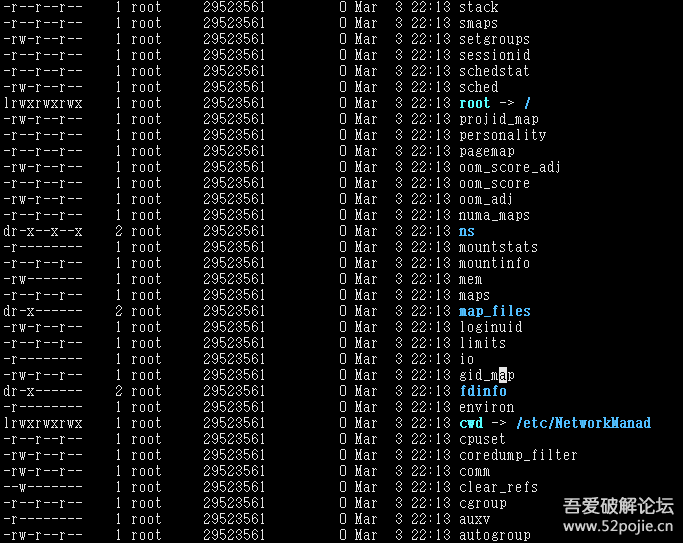 -r--r--r-- 1 root 29523561 0 Mar 3 22:13 stack
-r--r--r-- 1 root 29523561 0 Mar 3 22:13 smaps
-rw-r--r-- 1 root 29523561 0 Mar 3 22:13 setgroups
-r--r--r-- 1 root 29523561 0 Mar 3 22:13 sessionid
-r--r--r-- 1 root 29523561 0 Mar 3 22:13 schedstat
-rw-r--r-- 1 root 29523561 0 Mar 3 22:13 sched
lrwxrwxrwx 1 root 29523561 0 Mar 3 22:13 root -> /
-rw-r--r-- 1 root 29523561 0 Mar 3 22:13 projid_map
-r--r--r-- 1 root 29523561 0 Mar 3 22:13 personality
-r--r--r-- 1 root 29523561 0 Mar 3 22:13 pagemap
-rw-r--r-- 1 root 29523561 0 Mar 3 22:13 oom_score_adj
-r--r--r-- 1 root 29523561 0 Mar 3 22:13 oom_score
-rw-r--r-- 1 root 29523561 0 Mar 3 22:13 oom_adj
-r--r--r-- 1 root 29523561 0 Mar 3 22:13 numa_maps
dr-x--x--x 2 root 29523561 0 Mar 3 22:13 ns
-r-------- 1 root 29523561 0 Mar 3 22:13 mountstats
-r--r--r-- 1 root 29523561 0 Mar 3 22:13 mountinfo
-rw------- 1 root 29523561 0 Mar 3 22:13 mem
-r--r--r-- 1 root 29523561 0 Mar 3 22:13 maps
dr-x------ 2 root 29523561 0 Mar 3 22:13 map_files
-rw-r--r-- 1 root 29523561 0 Mar 3 22:13 loginuid
-r--r--r-- 1 root 29523561 0 Mar 3 22:13 limits
-r-------- 1 root 29523561 0 Mar 3 22:13 io
-rw-r--r-- 1 root 29523561 0 Mar 3 22:13 gid_map
dr-x------ 2 root 29523561 0 Mar 3 22:13 fdinfo
-r-------- 1 root 29523561 0 Mar 3 22:13 environ
lrwxrwxrwx 1 root 29523561 0 Mar 3 22:13 cwd -> /etc/NetworkManad
-r--r--r-- 1 root 29523561 0 Mar 3 22:13 cpuset
-rw-r--r-- 1 root 29523561 0 Mar 3 22:13 coredump_filter
-rw-r--r-- 1 root 29523561 0 Mar 3 22:13 comm
--w------- 1 root 29523561 0 Mar 3 22:13 clear_refs
-r--r--r-- 1 root 29523561 0 Mar 3 22:13 cgroup
-r-------- 1 root 29523561 0 Mar 3 22:13 auxv
-rw-r--r-- 1 root 29523561 0 Mar 3 22:13 autogroup
吾爱破解论坛
www.52pojie.cn